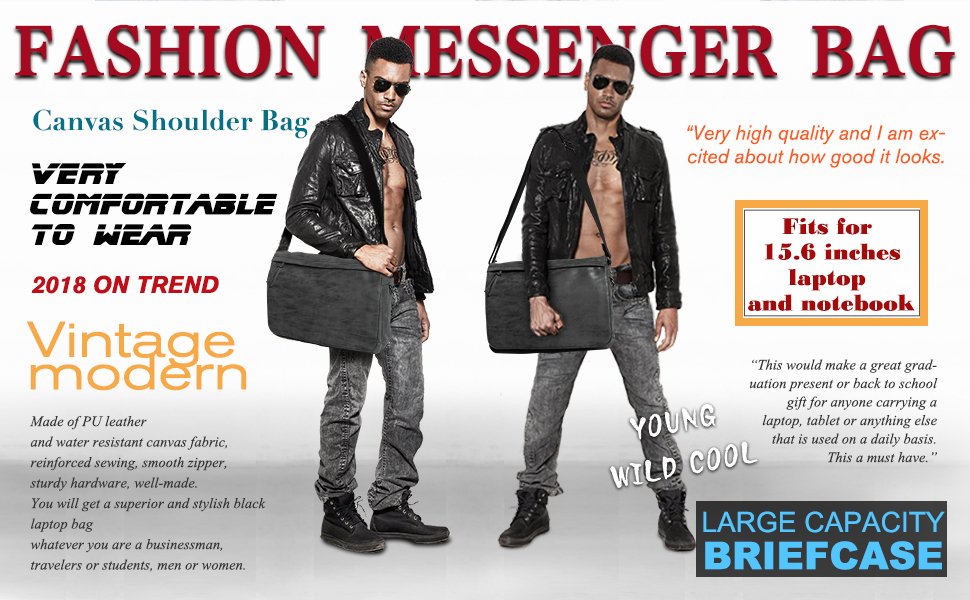 FASHION MESSENGER BAG
Canvas Shoulder Bag
VERY
COMFORTABLE
TO WEAR
2018 ON TREND
Vintage
modern
Made of PU leather
and water resistant canvas fabric,
reinforced sewing, smooth zipper,
sturdy hardware, well-made.
You will get a superior and stylish black
laptop bag
whatever you are a businessman,
travelers or students, men or women.
“Very high quality and I am ex-
cited about how good it looks.
Fits for
15.6 inches
laptop
and notebook
“This would make a great grad-
uation present or back to school
gift for anyone carrying a
laptop, tablet or anything else
that is used on a daily basis.
This a must have.”
YOUNG
WILD COOL
LARGE CAPACITY
BRIEFCASE